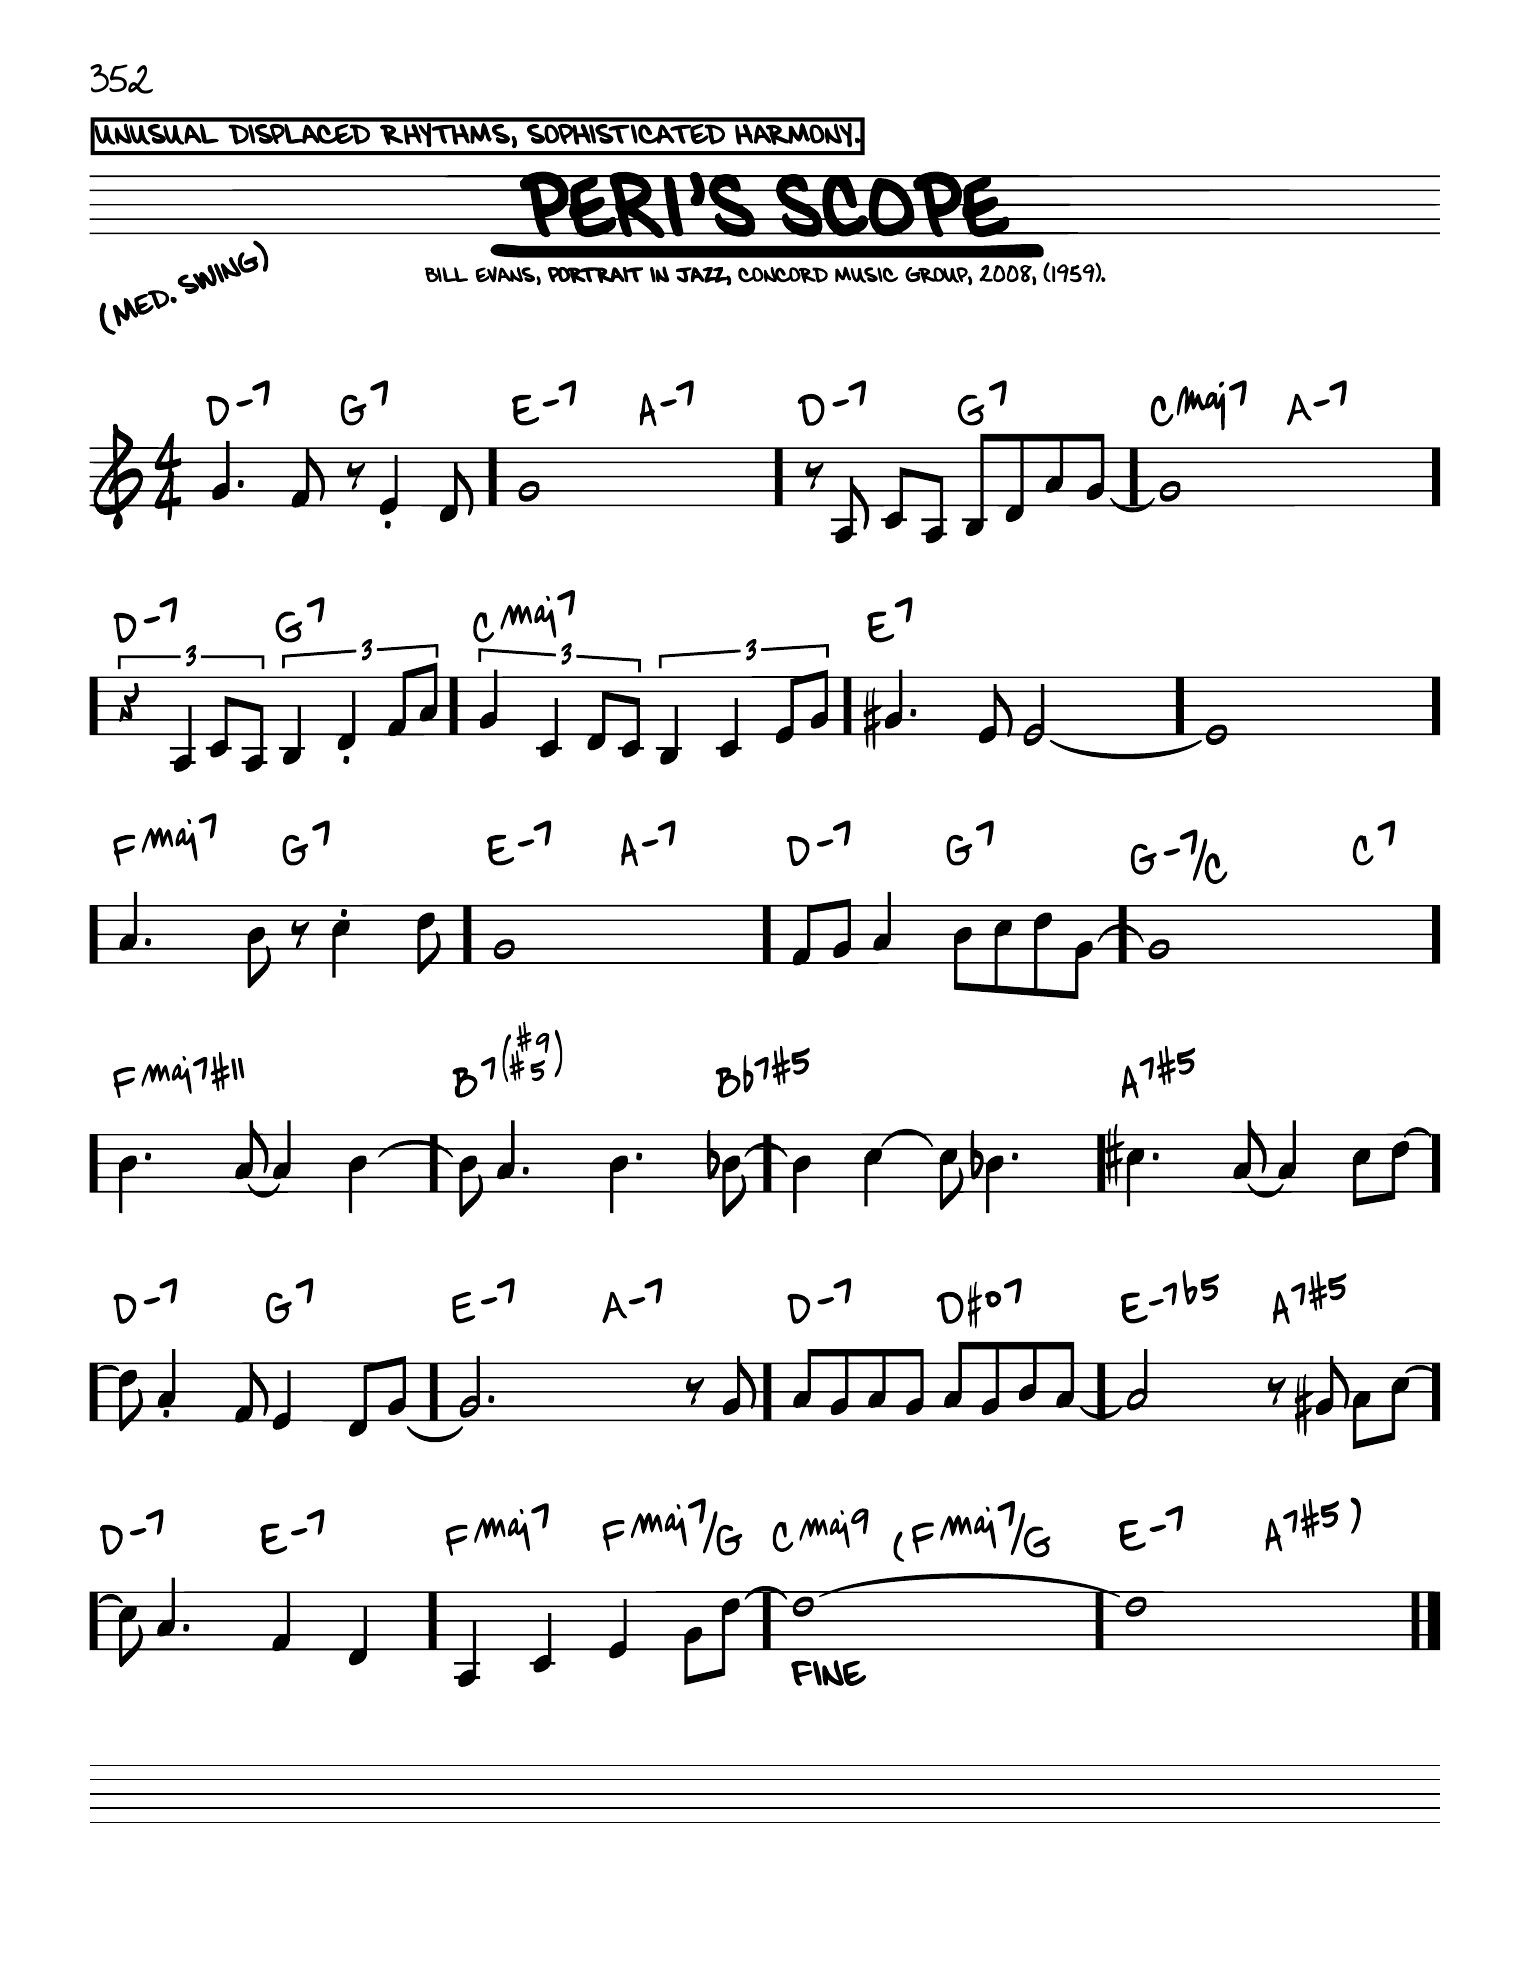 352
UNUSUAL DISPLACED RHYTHMS, SOPHISTICATED HARMONY.
PERI'S SCOPE
(MED. SWING)
BILL EVANS, PORTRAIT IN JAZZ, CONCORD MUSIC GROUP, 2008, (1959).
D-7 G7 E-7 A-7 D-7 G7 Cmaj7 A-7
4
4
D-7 G7 Cmaj7 E7
3 3 3 3
Fmaj7 G7 E-7 A-7 D-7 G7 G-7/C C7
Fmaj7#11 B7(#9 #5) Bb7#5 A7#5
D-7 G7 E-7 A-7 D-7 D#o7 E-7b5 A7#5
D-7 E-7 Fmaj7 Fmaj7/G Cmaj9 (Fmaj7/G E-7 A7#5)
FINE